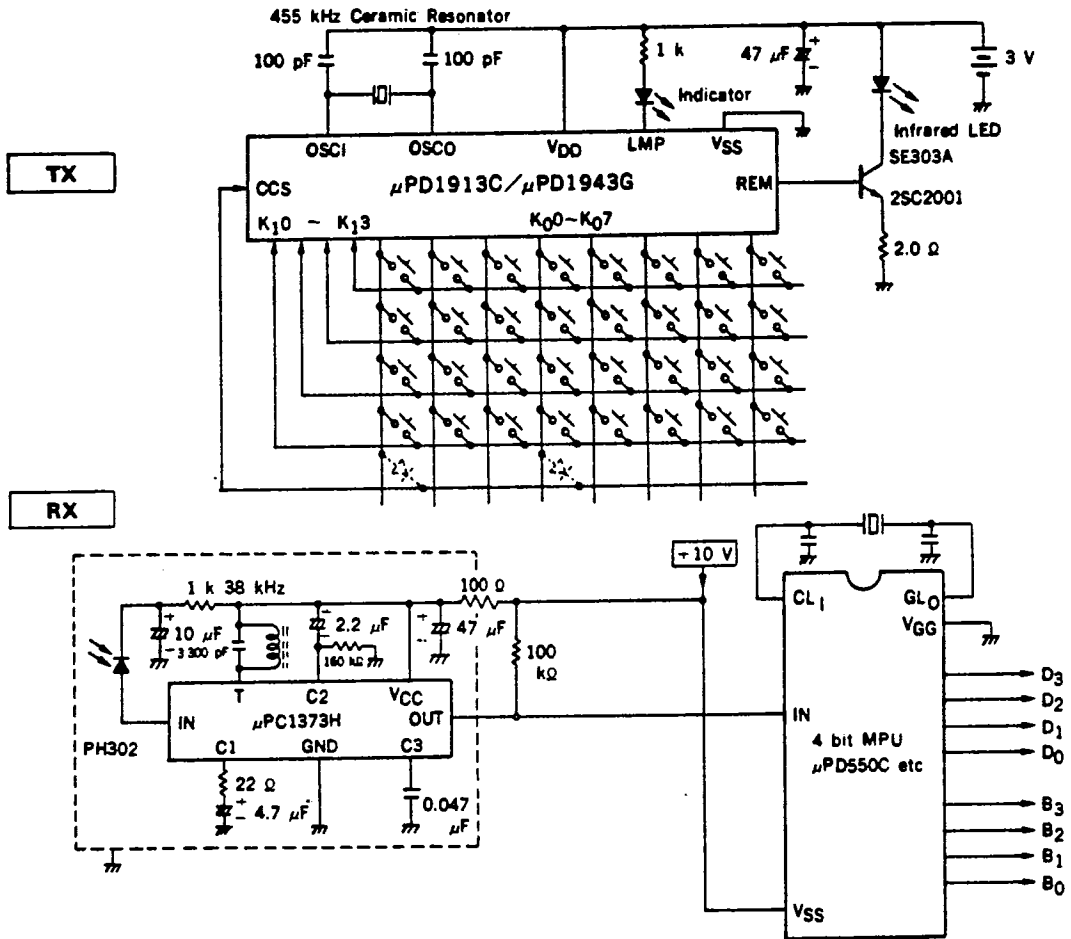 455 kHz Ceramic Resonator
100 pF
100 pF
1 k
47 μF
+
-
3 V
Indicator
Infrared LED
SE303A
2SC2001
2.0 Ω
TX
OSCI
OSCO
VDD
LMP
VSS
CCS
μPD1913C/μPD1943G
REM
K10 ~ K13
K00~K07
RX
+10 V
1 k 38 kHz
100 Ω
+
10 μF
-
3 300 pF
+
2.2 μF
-
160 kΩ
+
47 μF
-
100
kΩ
T
C2
VCC
IN
μPC1373H
OUT
C1
GND
C3
PH302
22 Ω
+
4.7 μF
-
0.047
μF
CLI
GLO
VGG
IN
4 bit MPU
μPD550C etc
VSS
D3
D2
D1
D0
B3
B2
B1
B0